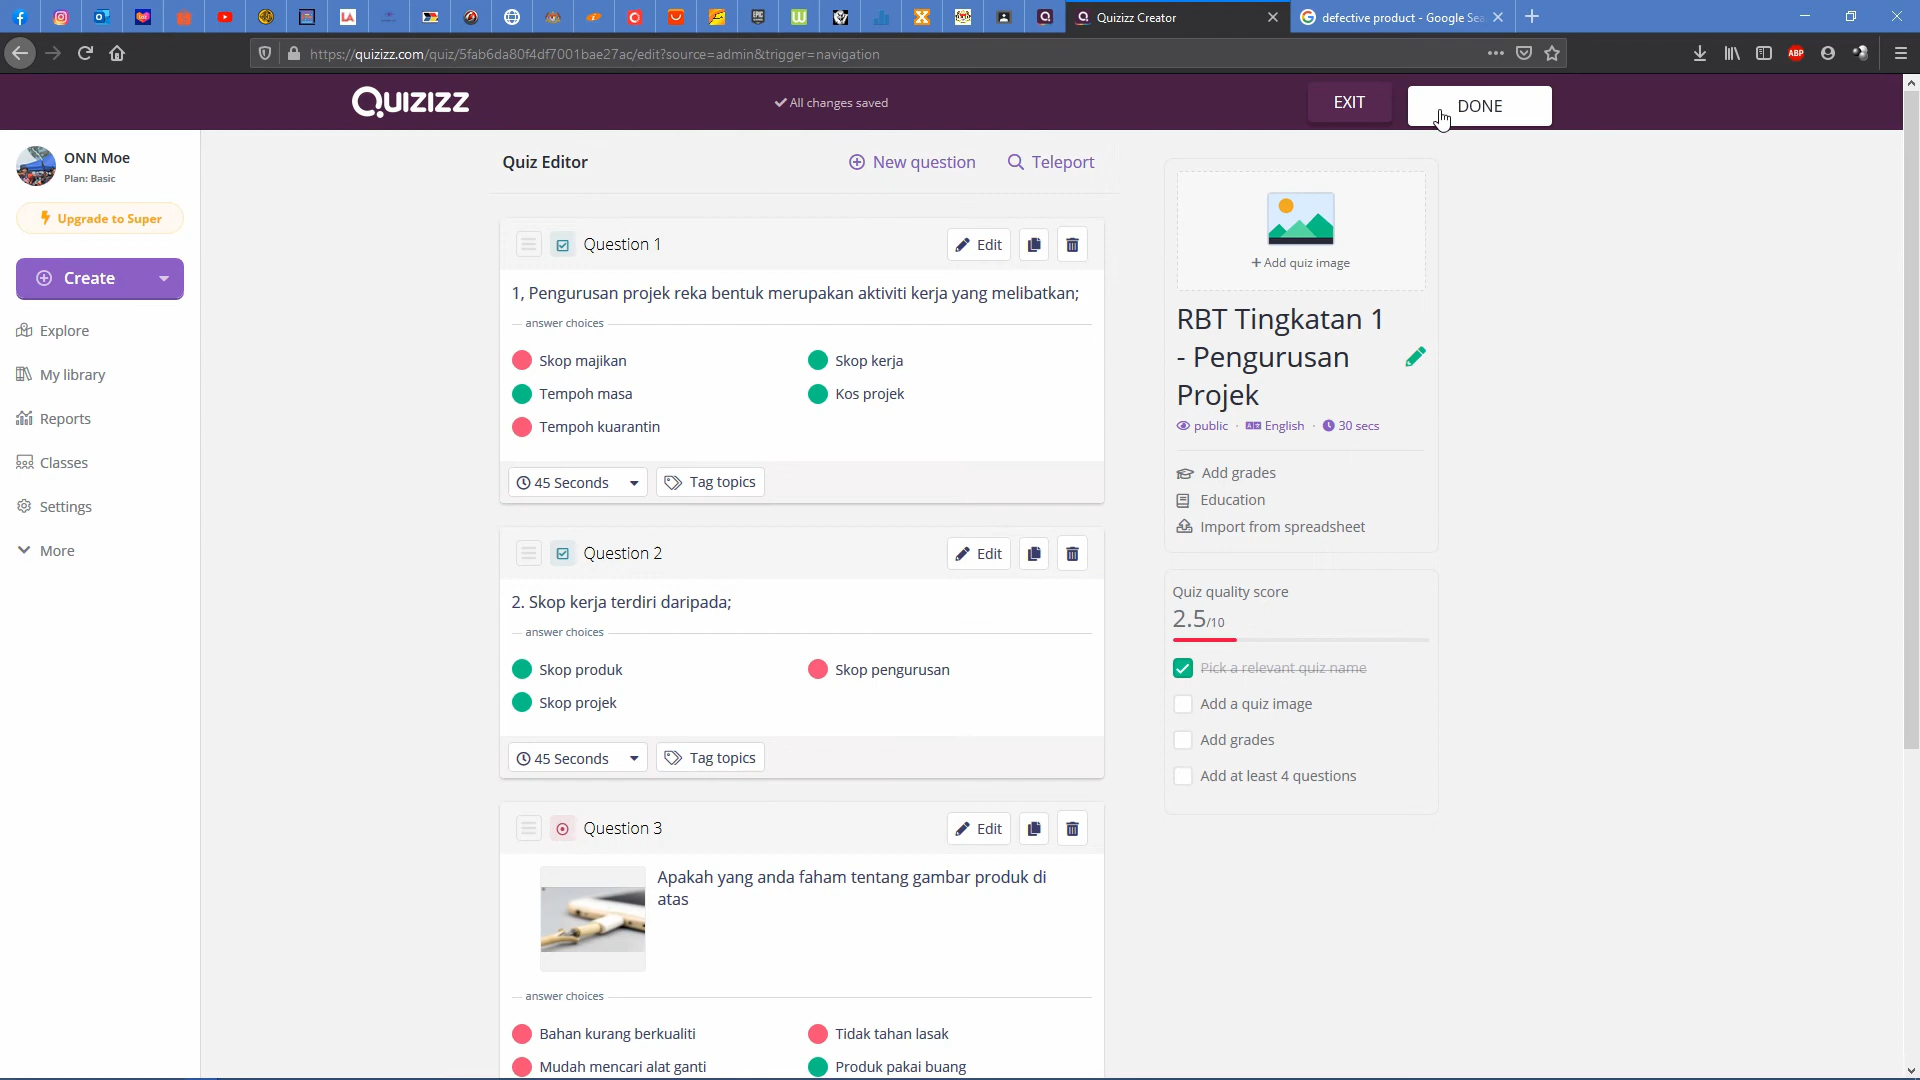 Quizizz Creator
defective product - Google Sea
https://quizizz.com/quiz/5fab6da80f4df7001bae27ac/edit?source=admin&trigger=navigation
ABP
QUIZIZZ
All changes saved
EXIT
DONE
ONN Moe
Plan: Basic
Upgrade to Super
Create
Explore
My library
Reports
Classes
Settings
More
Quiz Editor
New question
Teleport
Question 1
Edit
1, Pengurusan projek reka bentuk merupakan aktiviti kerja yang melibatkan;
answer choices
Skop majikan
Skop kerja
Tempoh masa
Kos projek
Tempoh kuarantin
45 Seconds
Tag topics
Question 2
Edit
2. Skop kerja terdiri daripada;
answer choices
Skop produk
Skop pengurusan
Skop projek
45 Seconds
Tag topics
Question 3
Edit
Apakah yang anda faham tentang gambar produk di
atas
answer choices
Bahan kurang berkualiti
Tidak tahan lasak
Mudah mencari alat ganti
Produk pakai buang
+ Add quiz image
RBT Tingkatan 1
- Pengurusan
Projek
public · English · 30 secs
Add grades
Education
Import from spreadsheet
Quiz quality score
2.5/10
Pick a relevant quiz name
Add a quiz image
Add grades
Add at least 4 questions